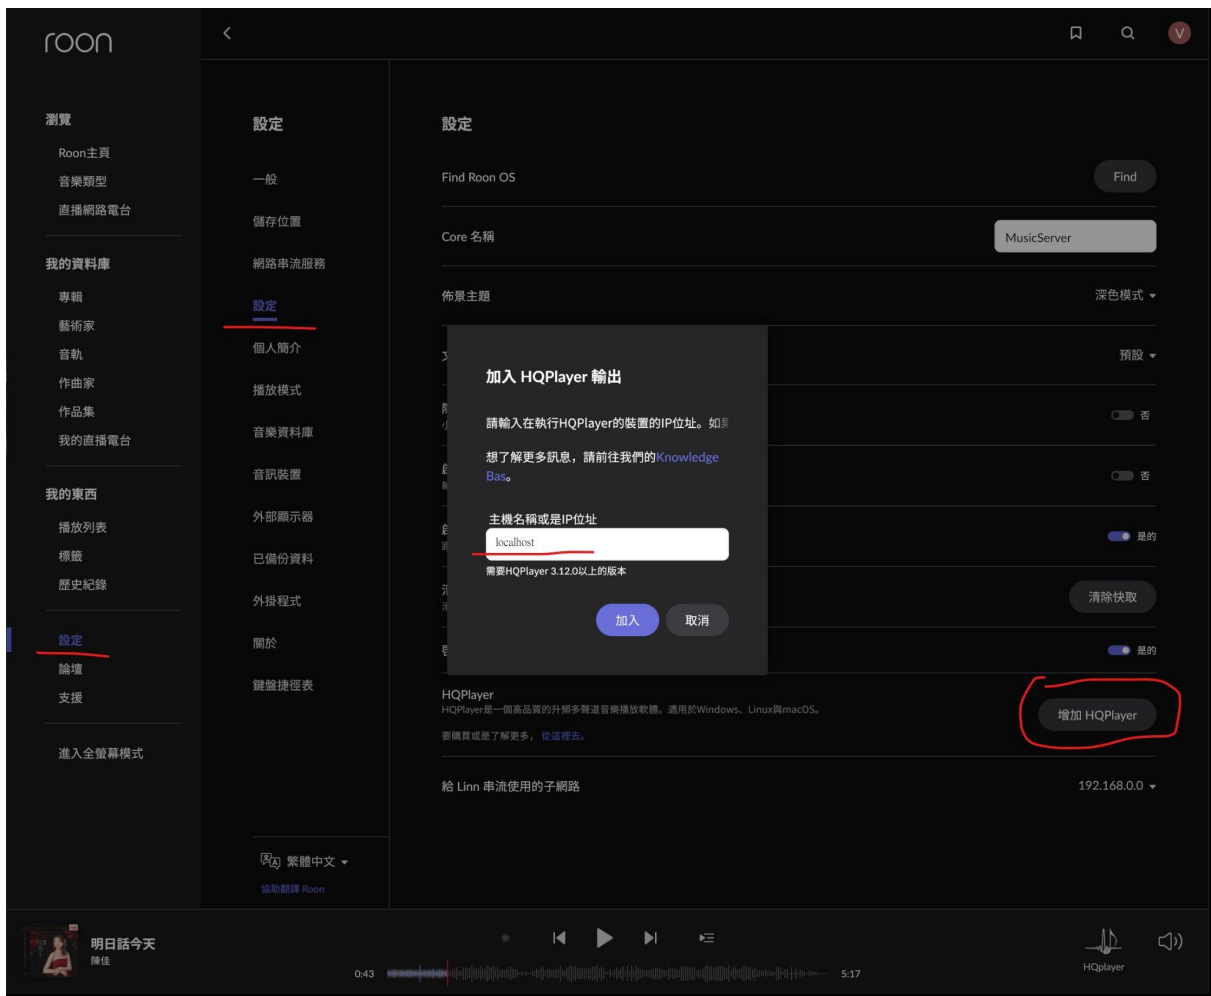 roon
V
瀏覽
Roon主頁
音樂類型
直播網路電台
我的資料庫
專輯
藝術家
音軌
作曲家
作品集
我的直播電台
我的東西
播放列表
標籤
歷史紀錄
設定
論壇
支援
進入全螢幕模式
設定
一般
儲存位置
網路串流服務
設定
個人簡介
播放模式
音樂資料庫
音訊裝置
外部顯示器
已備份資料
外掛程式
關於
鍵盤捷徑表
繁體中文
協助翻譯 Roon
設定
Find Roon OS
Find
Core 名稱
MusicServer
佈景主題
深色模式
預設
否
否
是的
清除快取
是的
加入 HQPlayer 輸出
請輸入在執行HQPlayer的裝置的IP位址。如
想了解更多訊息，請前往我們的Knowledge
Bas。
主機名稱或是IP位址
localhost
需要HQPlayer 3.12.0以上的版本
加入
取消
HQPlayer
HQPlayer是一個高品質的升頻多聲道音樂播放軟體。適用於Windows、Linux與macOS。
要購買或是了解更多，從這裡去。
增加 HQPlayer
給 Linn 串流使用的子網路
192.168.0.0
明日話今天
陳佳
0:43
5:17
HQplayer